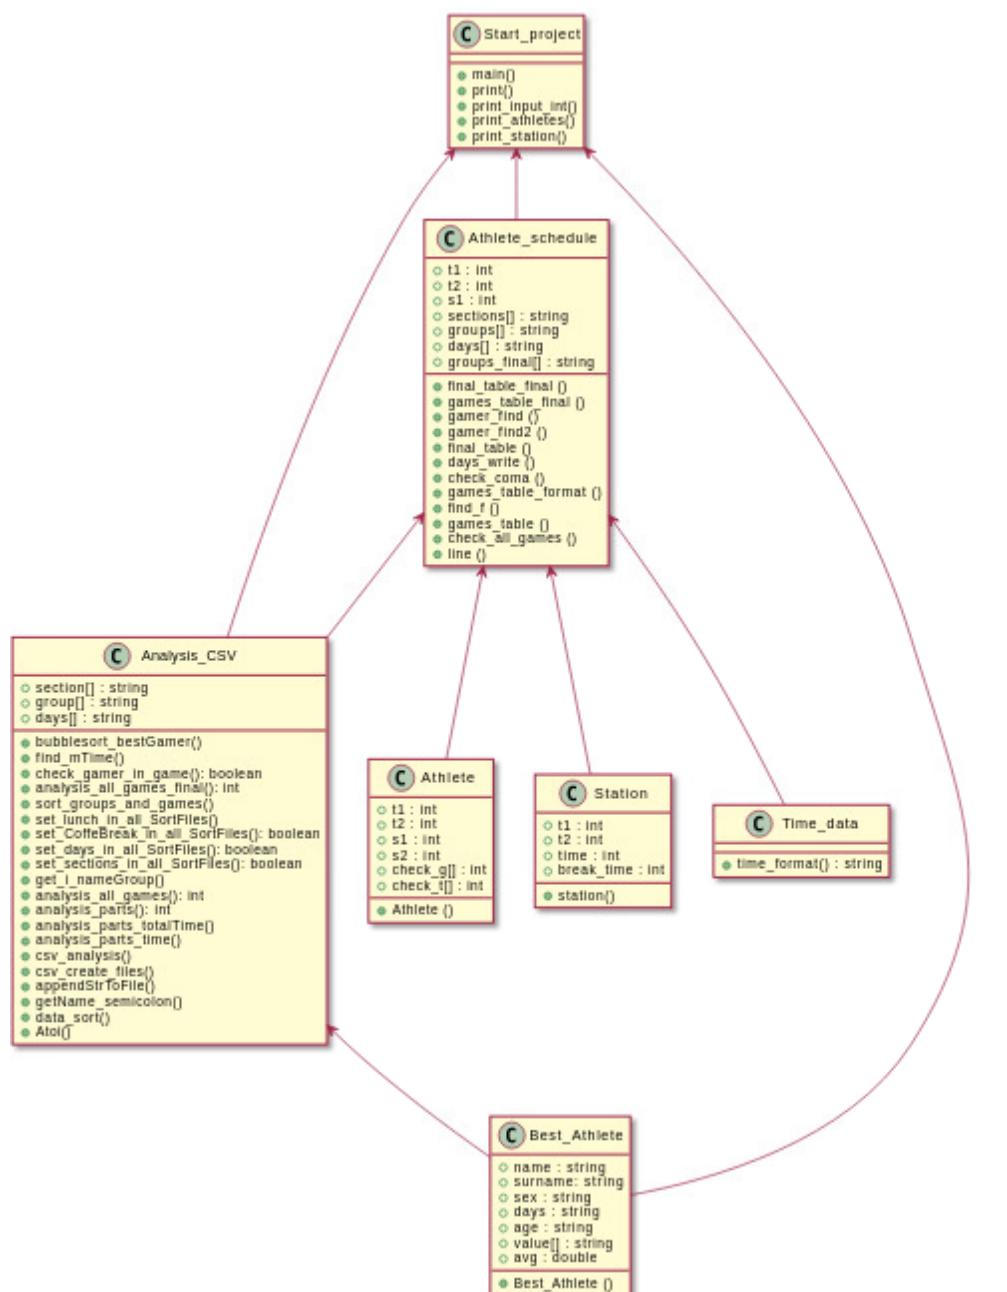 C Start_project
main()
print()
print_input_int()
print_athletes()
print_station()
C Athlete_schedule
t1 : int
t2 : int
s1 : int
sections[] : string
groups[] : string
days[] : string
groups_final[] : string
final_table_final ()
games_table_final ()
gamer_find ()
gamer_find2 ()
final_table ()
days_write ()
check_coma ()
games_table_format ()
find_f ()
games_table ()
check_all_games ()
line ()
C Analysis_CSV
section[] : string
group[] : string
days[] : string
bubblesort_bestGamer()
find_mTime()
check_gamer_in_game(): boolean
analysis_all_games_final(): int
sort_groups_and_games()
set_lunch_in_all_SortFiles()
set_CoffeBreak_in_all_SortFiles(): boolean
set_days_in_all_SortFiles(): boolean
set_sections_in_all_SortFiles(): boolean
get_i_nameGroup()
analysis_all_games(): int
analysis_parts(): int
analysis_parts_totalTime()
analysis_parts_time()
csv_analysis()
csv_create_files()
appendStrToFile()
getName_semicolon()
data_sort()
Atoi()
C Athlete
t1 : int
t2 : int
s1 : int
s2 : int
check_g[] : int
check_t[] : int
Athlete ()
C Station
t1 : int
t2 : int
time : int
break_time : int
station()
C Time_data
time_format() : string
C Best_Athlete
name : string
surname: string
sex : string
days : string
age : string
value[] : string
avg : double
Best_Athlete ()